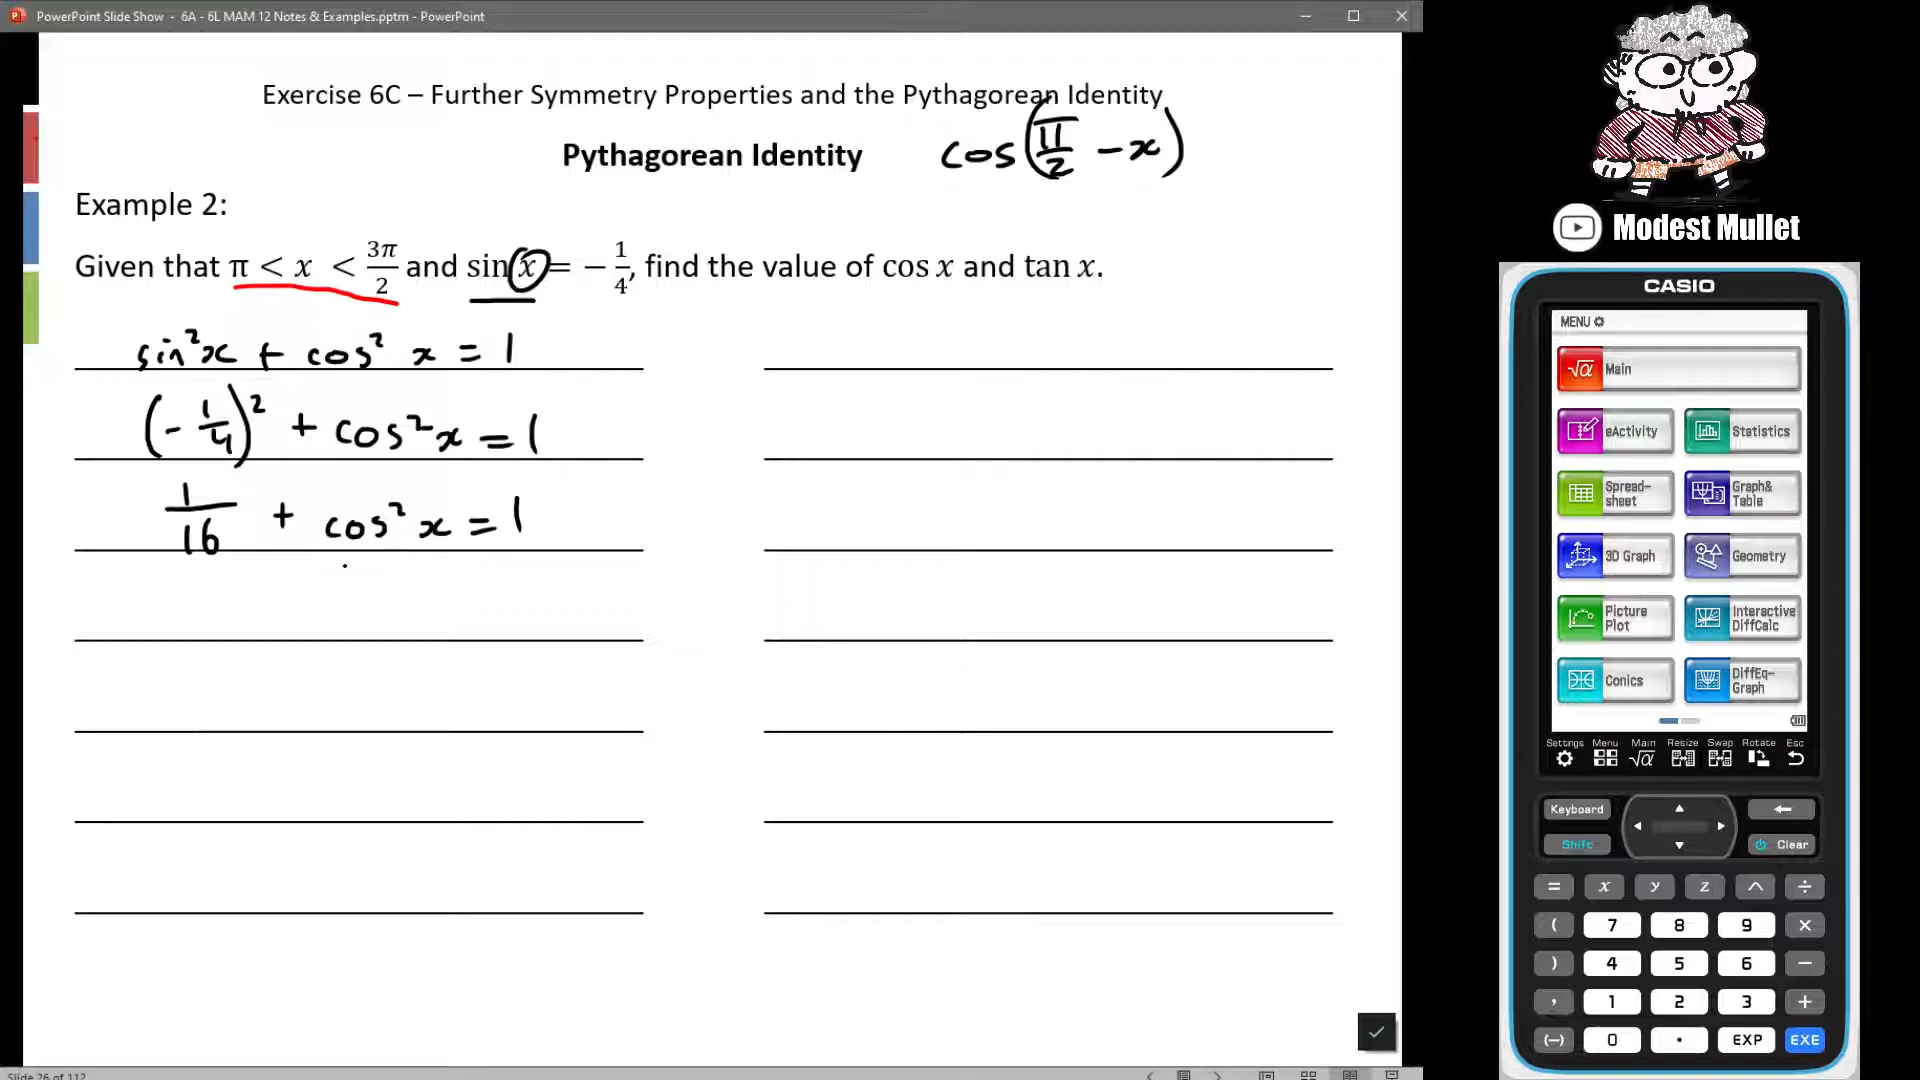 PowerPoint Slide Show - 6A - 6L MAM 12 Notes & Examples.pptm - PowerPoint
Exercise 6C – Further Symmetry Properties and the Pythagorean Identity
Pythagorean Identity
cos(π/2 − x)
Example 2:
Given that π < x < 3π/2 and sin x = − 1/4, find the value of cos x and tan x.
sin²x + cos² x = 1
(− 1/4)² + cos²x = 1
1/16 + cos² x = 1
Slide 26 of 112
Modest Mullet
CASIO
MENU
√α Main
eActivity
Statistics
Spread-sheet
Graph& Table
3D Graph
Geometry
Picture Plot
Interactive DiffCalc
Conics
DiffEq-Graph
Settings Menu Main Resize Swap Rotate Esc
√α
Keyboard
Shift
Clear
= x y z ^ ÷
( 7 8 9 ×
) 4 5 6 −
, 1 2 3 +
(−) 0 • EXP EXE